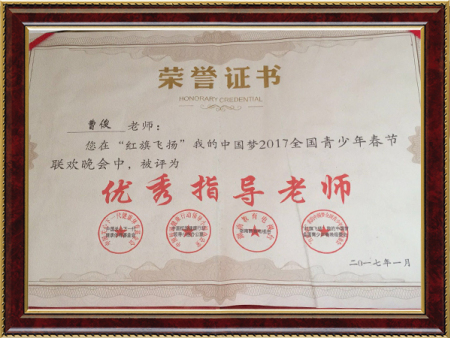 荣誉证书
HONORARY CREDENTIAL
曹俊 老师：
您在“红旗飞扬”我的中国梦2017全国青少年春节
联欢晚会中，被评为
优秀指导老师
二〇一七年一月